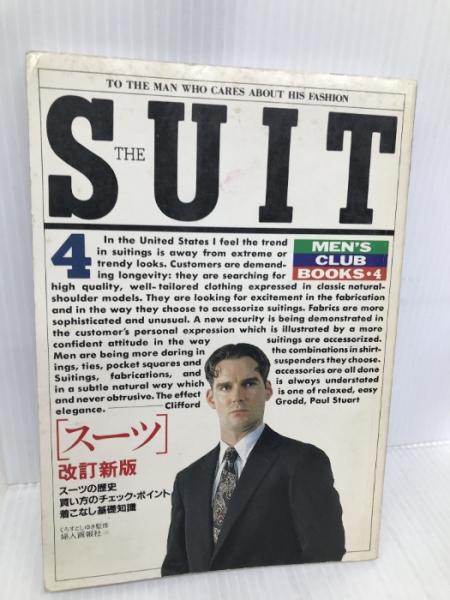 TO THE MAN WHO CARES ABOUT HIS FASHION
THE
SUIT
4
MEN'S
CLUB
BOOKS・4
In the United States I feel the trend
in suitings is away from extreme or
trendy looks. Customers are demand-
ing longevity: they are searching for
high quality, well-tailored clothing expressed in classic natural-
shoulder models. They are looking for excitement in the fabrication
and in the way they choose to accessorize suitings. Fabrics are more
sophisticated and unusual. A new security is being demonstrated in
the customer's personal expression which is illustrated by a more
confident attitude in the way suitings are accessorized.
Men are being more daring in the combinations in shirt-
ings, ties, pocket squares and suspenders they choose.
Suitings, fabrications, and accessories are all done
in a subtle natural way which is always understated
and never obtrusive. The effect is one of relaxed, easy
elegance. Clifford Grodd, Paul Stuart
[スーツ]
改訂新版
スーツの歴史
買い方のチェック・ポイント
着こなし基礎知識
くろすとしゆき監修
婦人画報社